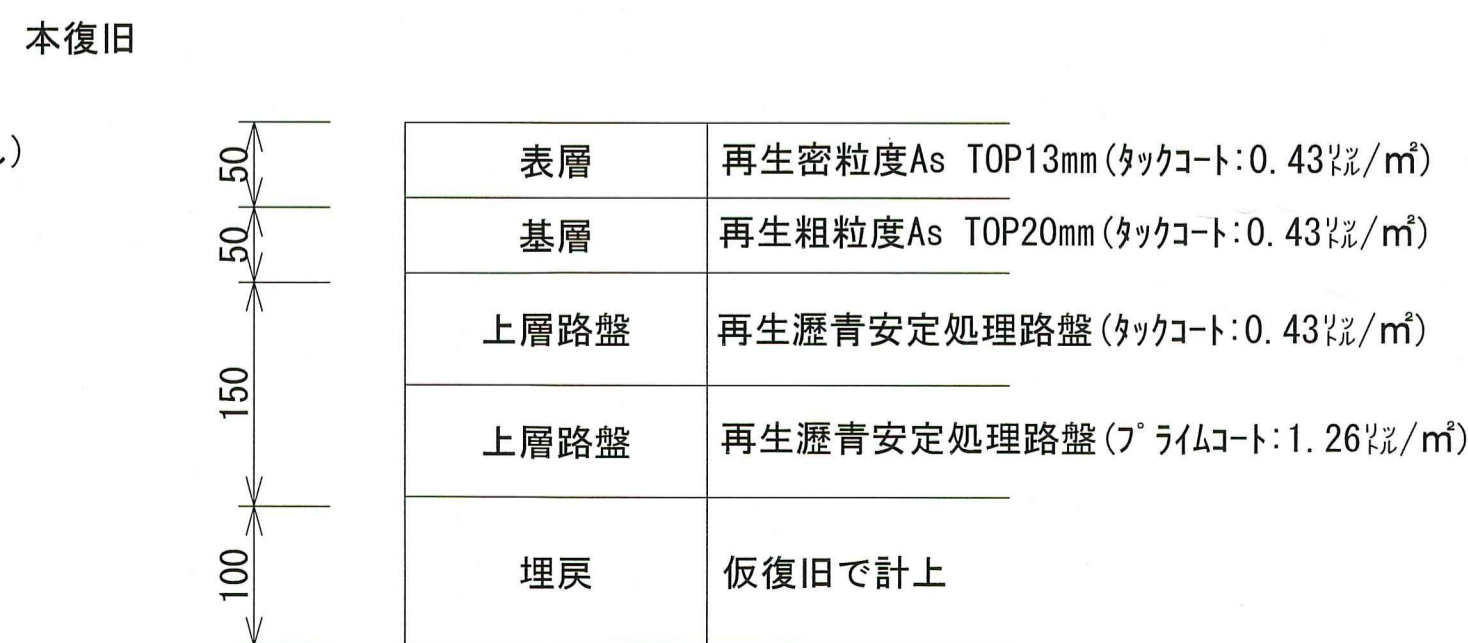 本復旧
)
50 表層 再生密粒度As TOP13mm(タックコート:0.43㍑/㎡)
50 基層 再生粗粒度As TOP20mm(タックコート:0.43㍑/㎡)
上層路盤 再生瀝青安定処理路盤(タックコート:0.43㍑/㎡)
150
上層路盤 再生瀝青安定処理路盤(プライムコート:1.26㍑/㎡)
100 埋戻 仮復旧で計上